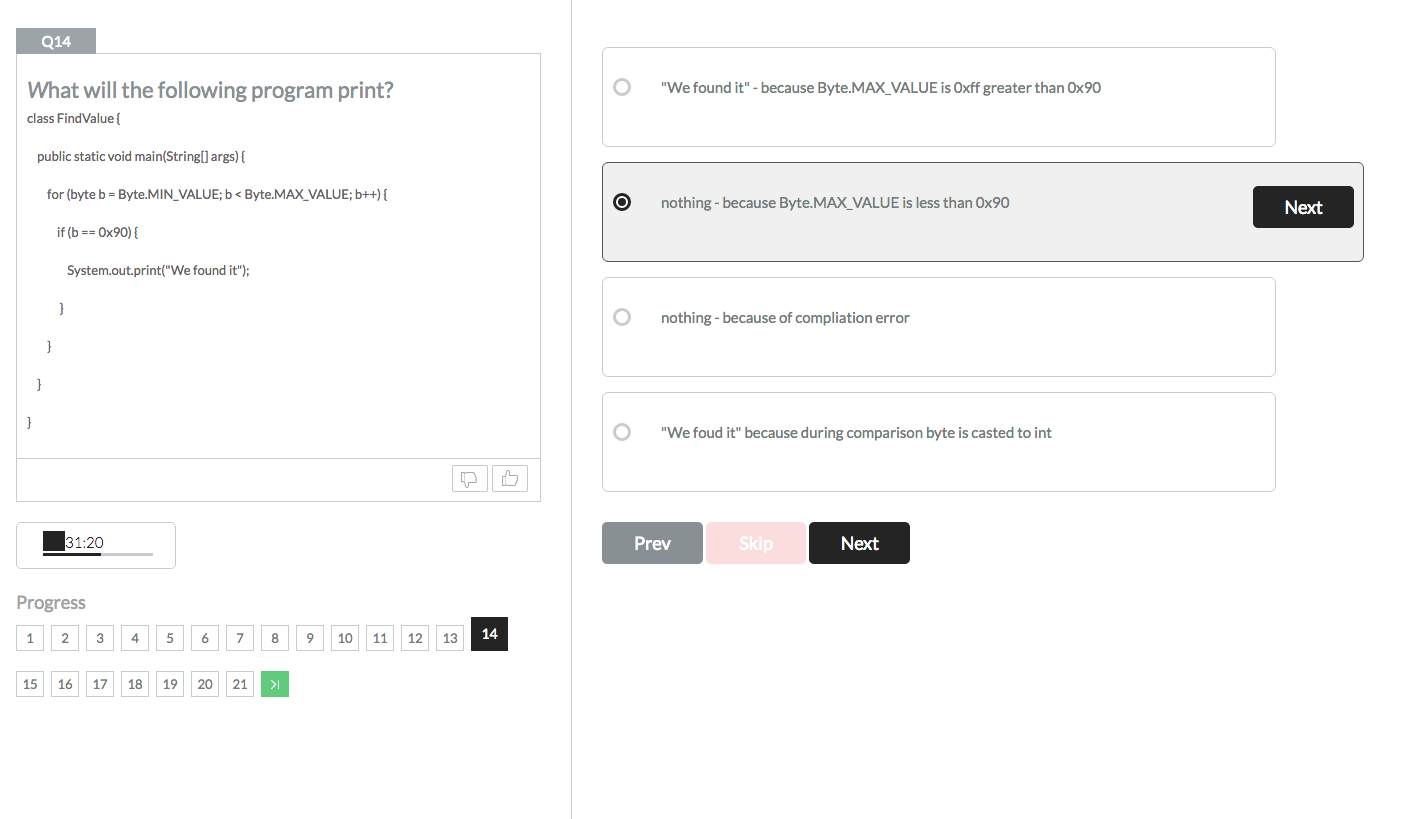 Q14
What will the following program print?
class FindValue {
public static void main(String[] args) {
for (byte b = Byte.MIN_VALUE; b < Byte.MAX_VALUE; b++) {
if (b == 0x90) {
System.out.print("We found it");
}
}
}
}
31:20
Progress
1 2 3 4 5 6 7 8 9 10 11 12 13 14
15 16 17 18 19 20 21
"We found it" - because Byte.MAX_VALUE is 0xff greater than 0x90
nothing - because Byte.MAX_VALUE is less than 0x90
Next
nothing - because of compliation error
"We foud it" because during comparison byte is casted to int
Prev Skip Next